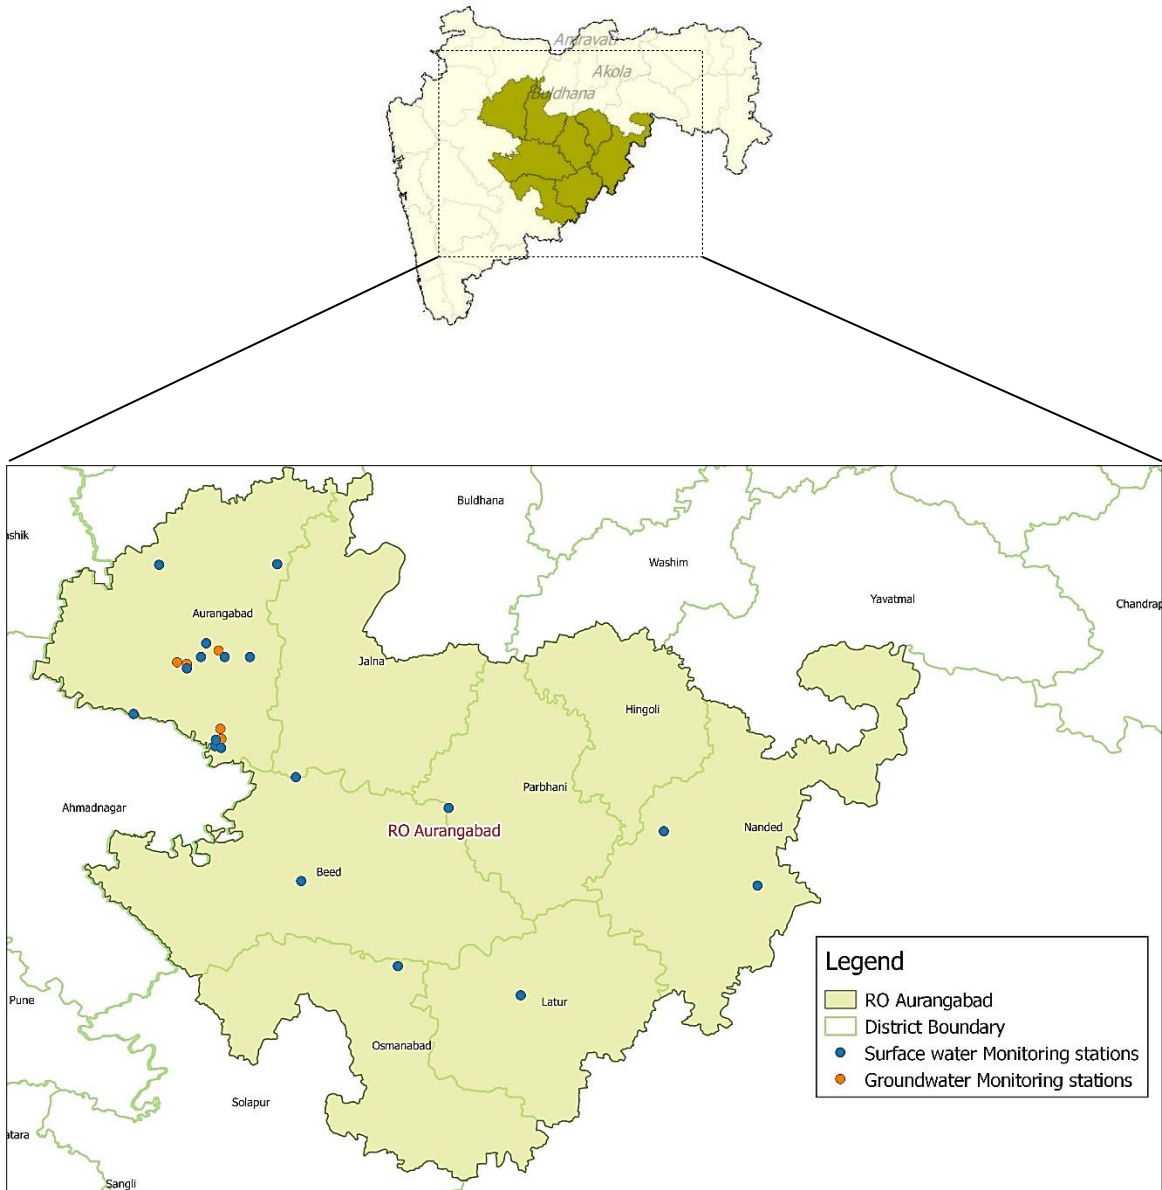 Amravati
Akola
Buldhana
Buldhana
ashik
Washim
Yavatmal
Chandrap
Aurangabad
Jalna
Hingoli
Parbhani
Ahmadnagar
RO Aurangabad
Nanded
Beed
Legend
RO Aurangabad
District Boundary
Surface water Monitoring stations
Groundwater Monitoring stations
Pune
Latur
Osmanabad
Solapur
atara
Sangli